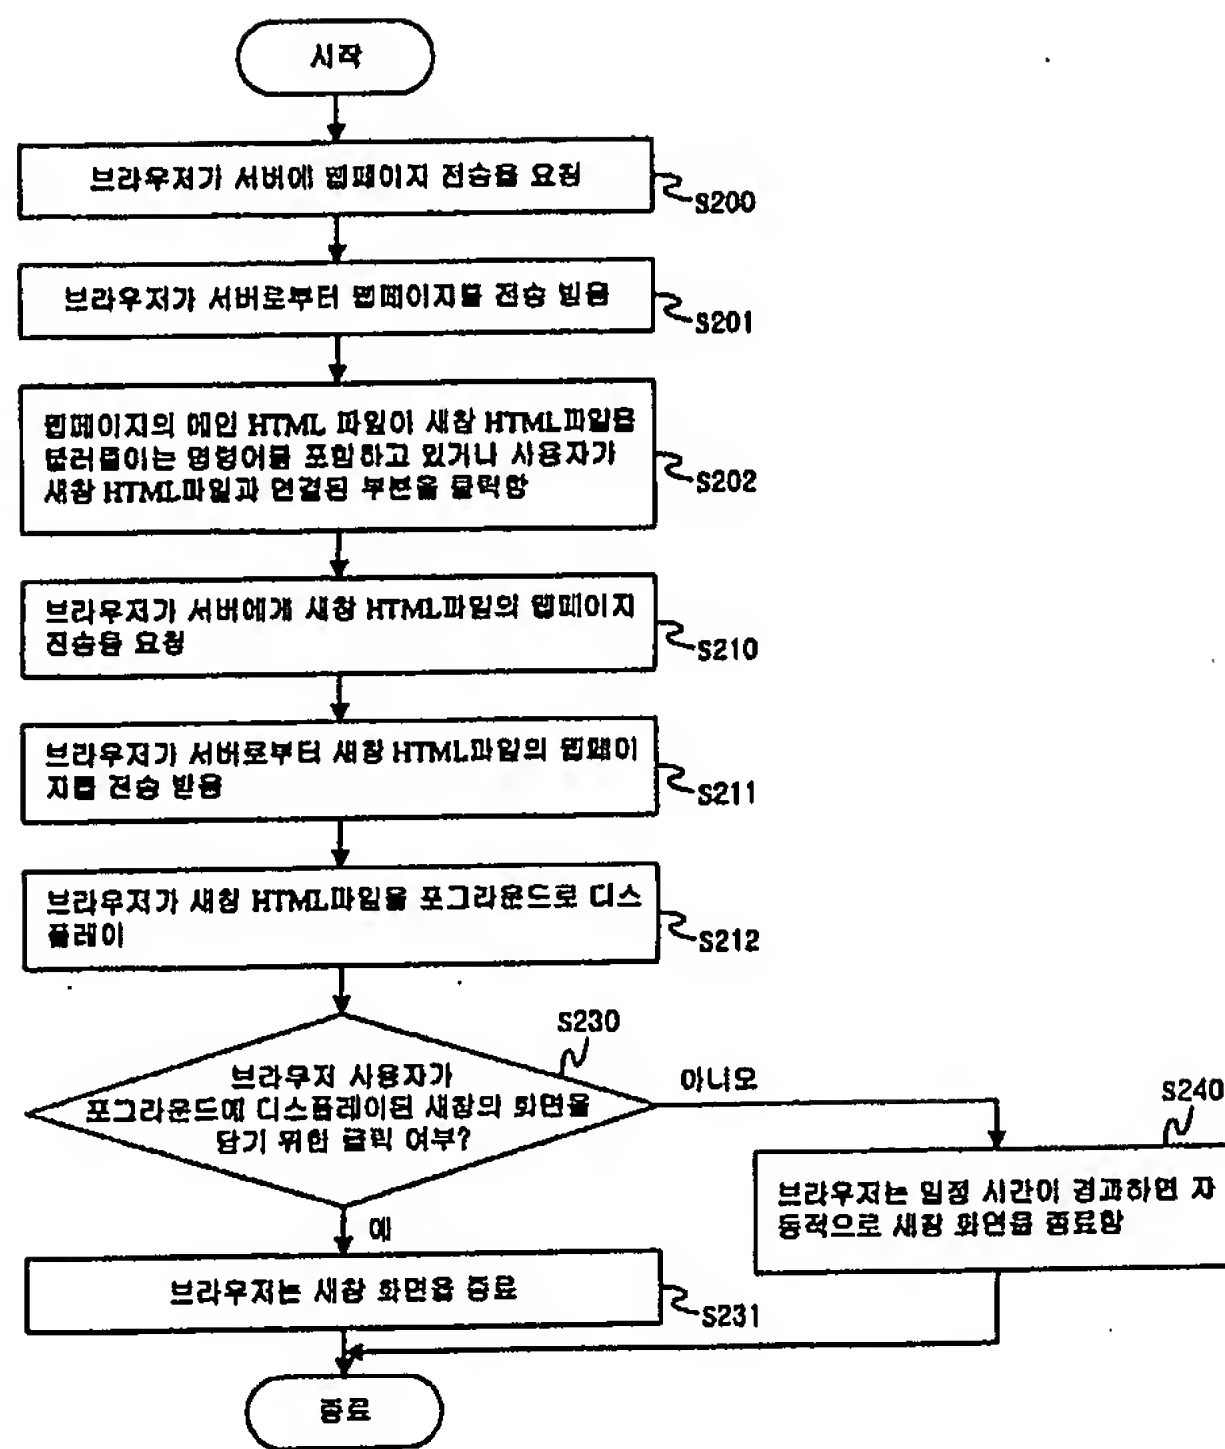 시작
브라우저가 서버에 웹페이지 전송을 요청
S200
브라우저가 서버로부터 웹페이지를 전송 받음
S201
웹페이지의 메인 HTML 파일이 새창 HTML파일을
불러들이는 명령어를 포함하고 있거나 사용자가
새창 HTML파일과 연결된 부분을 클릭함
S202
브라우저가 서버에게 새창 HTML파일의 웹페이지
전송을 요청
S210
브라우저가 서버로부터 새창 HTML파일의 웹페이
지를 전송 받음
S211
브라우저가 새창 HTML파일을 포그라운드로 디스
플레이
S212
S230
브라우저 사용자가
포그라운드에 디스플레이된 새창의 화면을
닫기 위한 클릭 여부?
아니오
S240
브라우저는 일정 시간이 경과하면 자
동적으로 새창 화면을 종료함
예
브라우저는 새창 화면을 종료
S231
종료